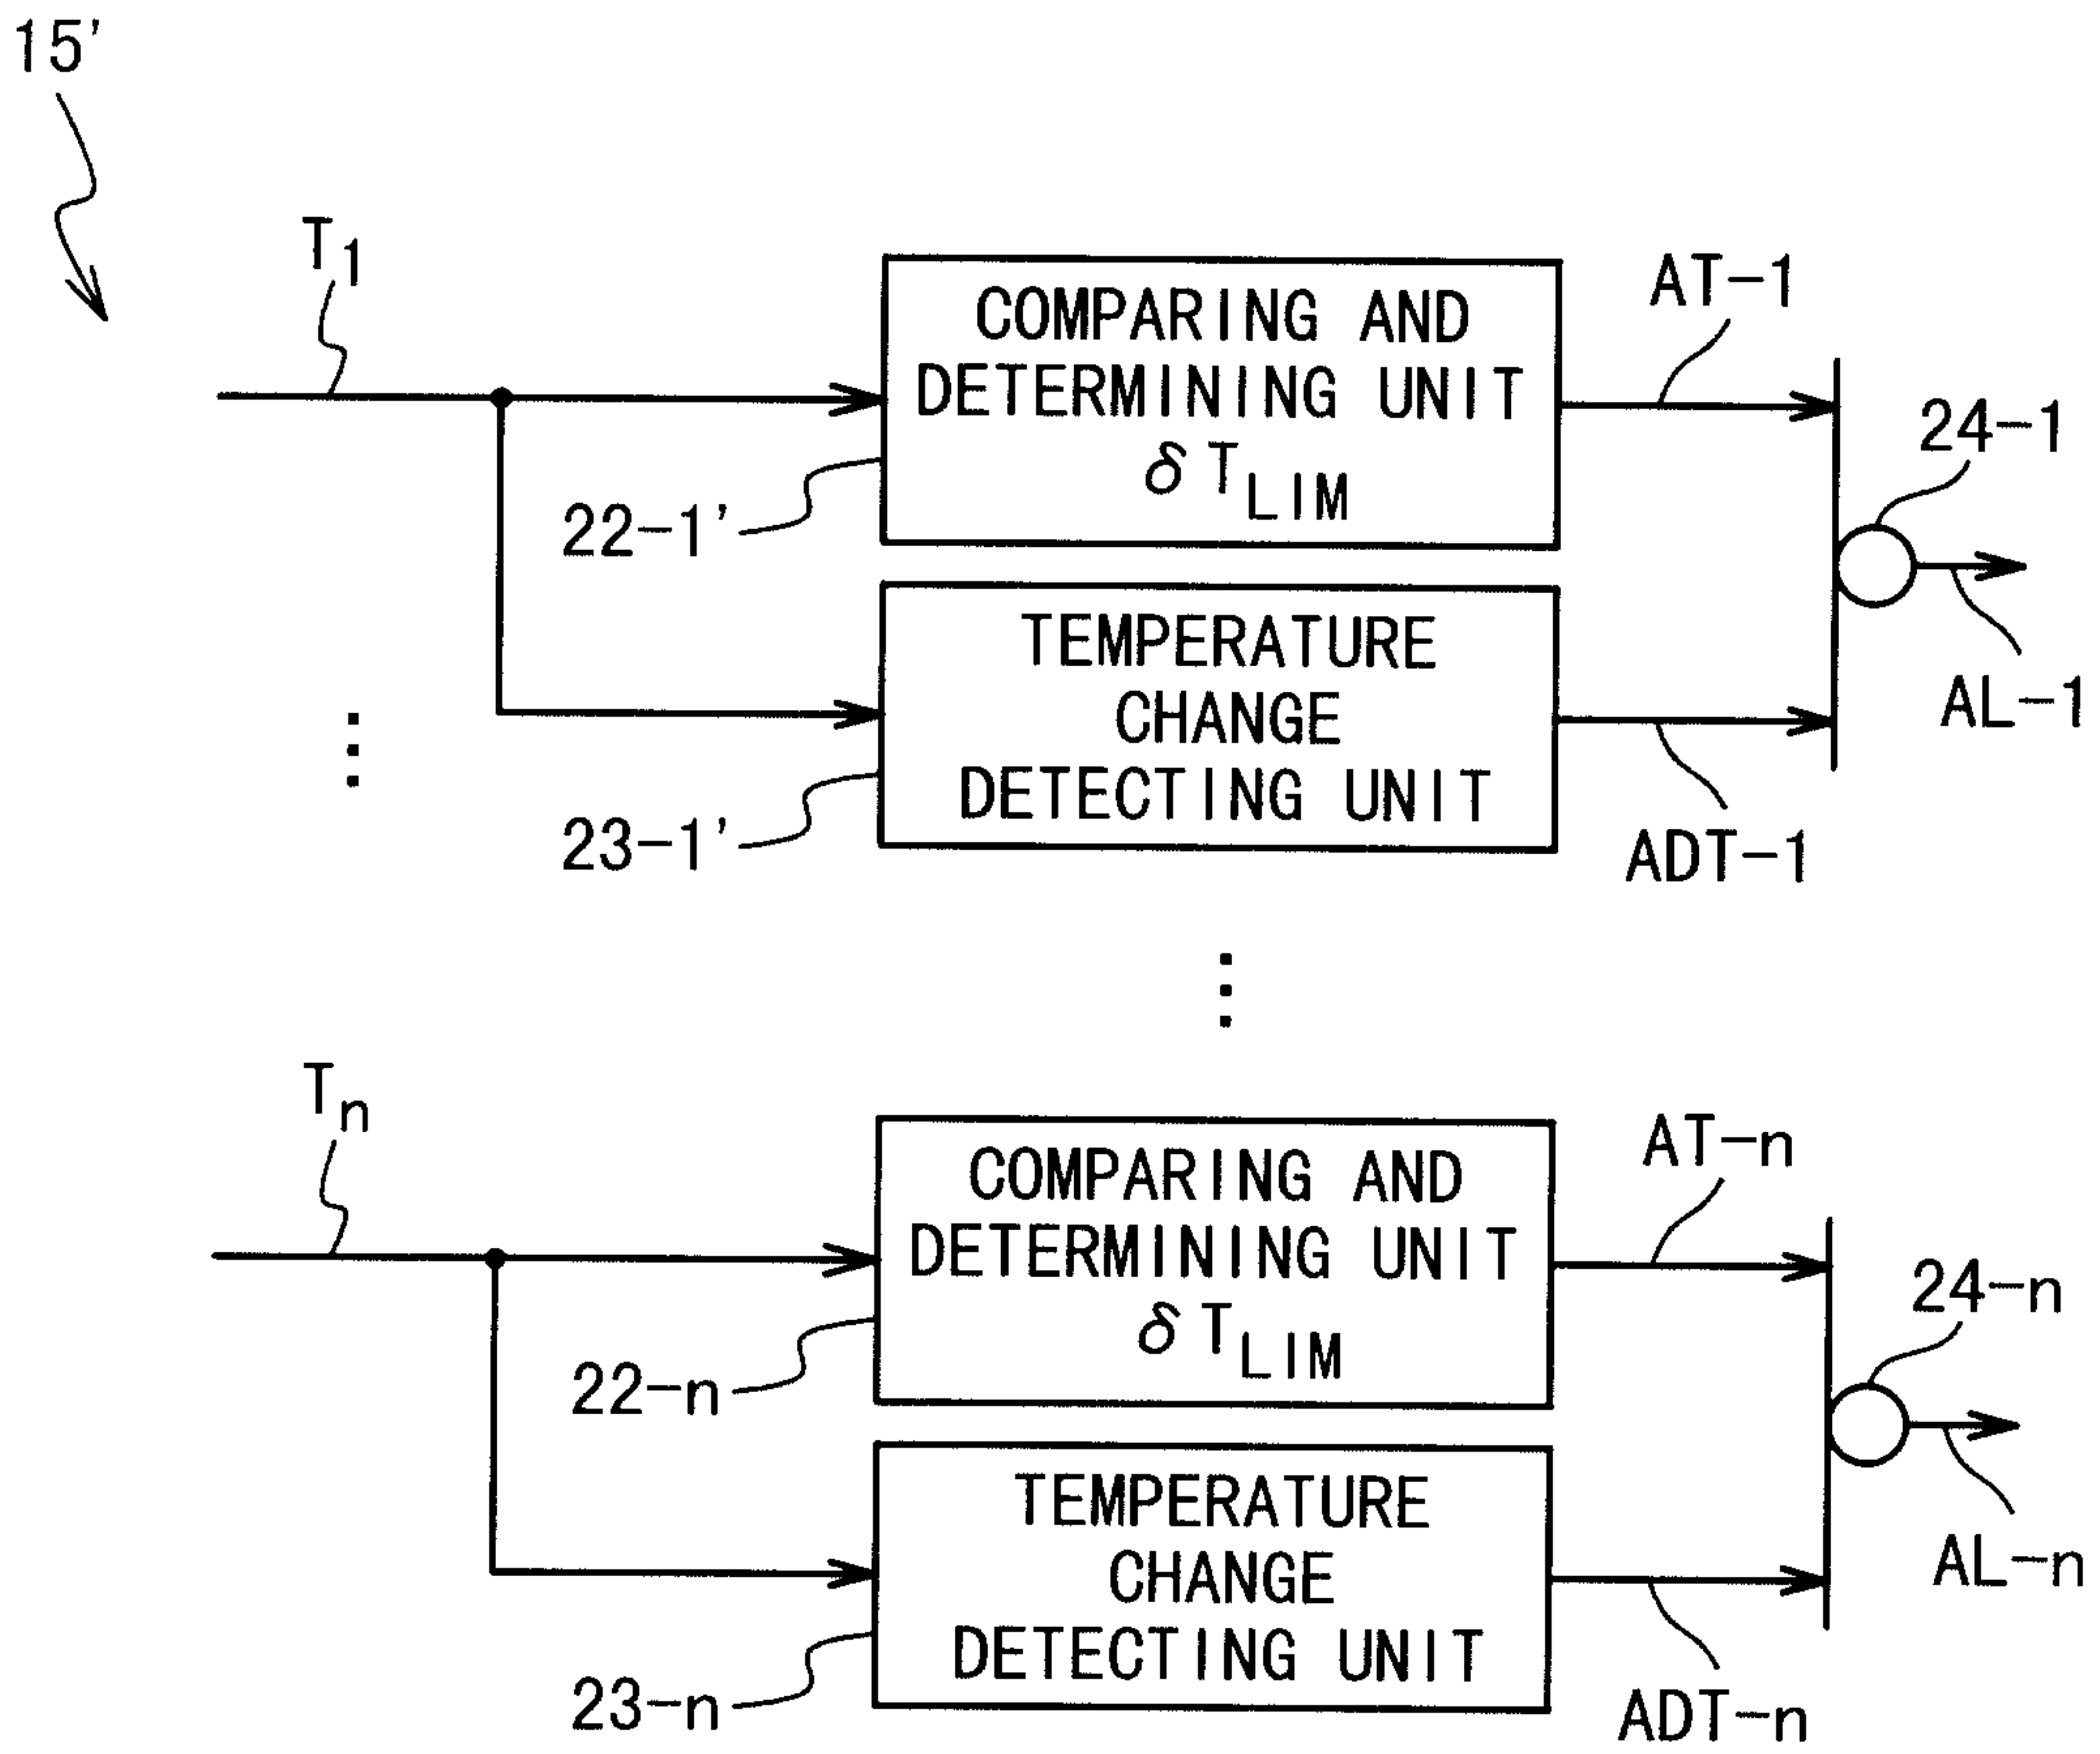 15'
T1
COMPARING AND
DETERMINING UNIT
δTLIM
22-1'
AT-1
24-1
TEMPERATURE
CHANGE
DETECTING UNIT
23-1'
AL-1
ADT-1
Tn
COMPARING AND
DETERMINING UNIT
δTLIM
22-n
AT-n
24-n
TEMPERATURE
CHANGE
DETECTING UNIT
23-n
AL-n
ADT-n